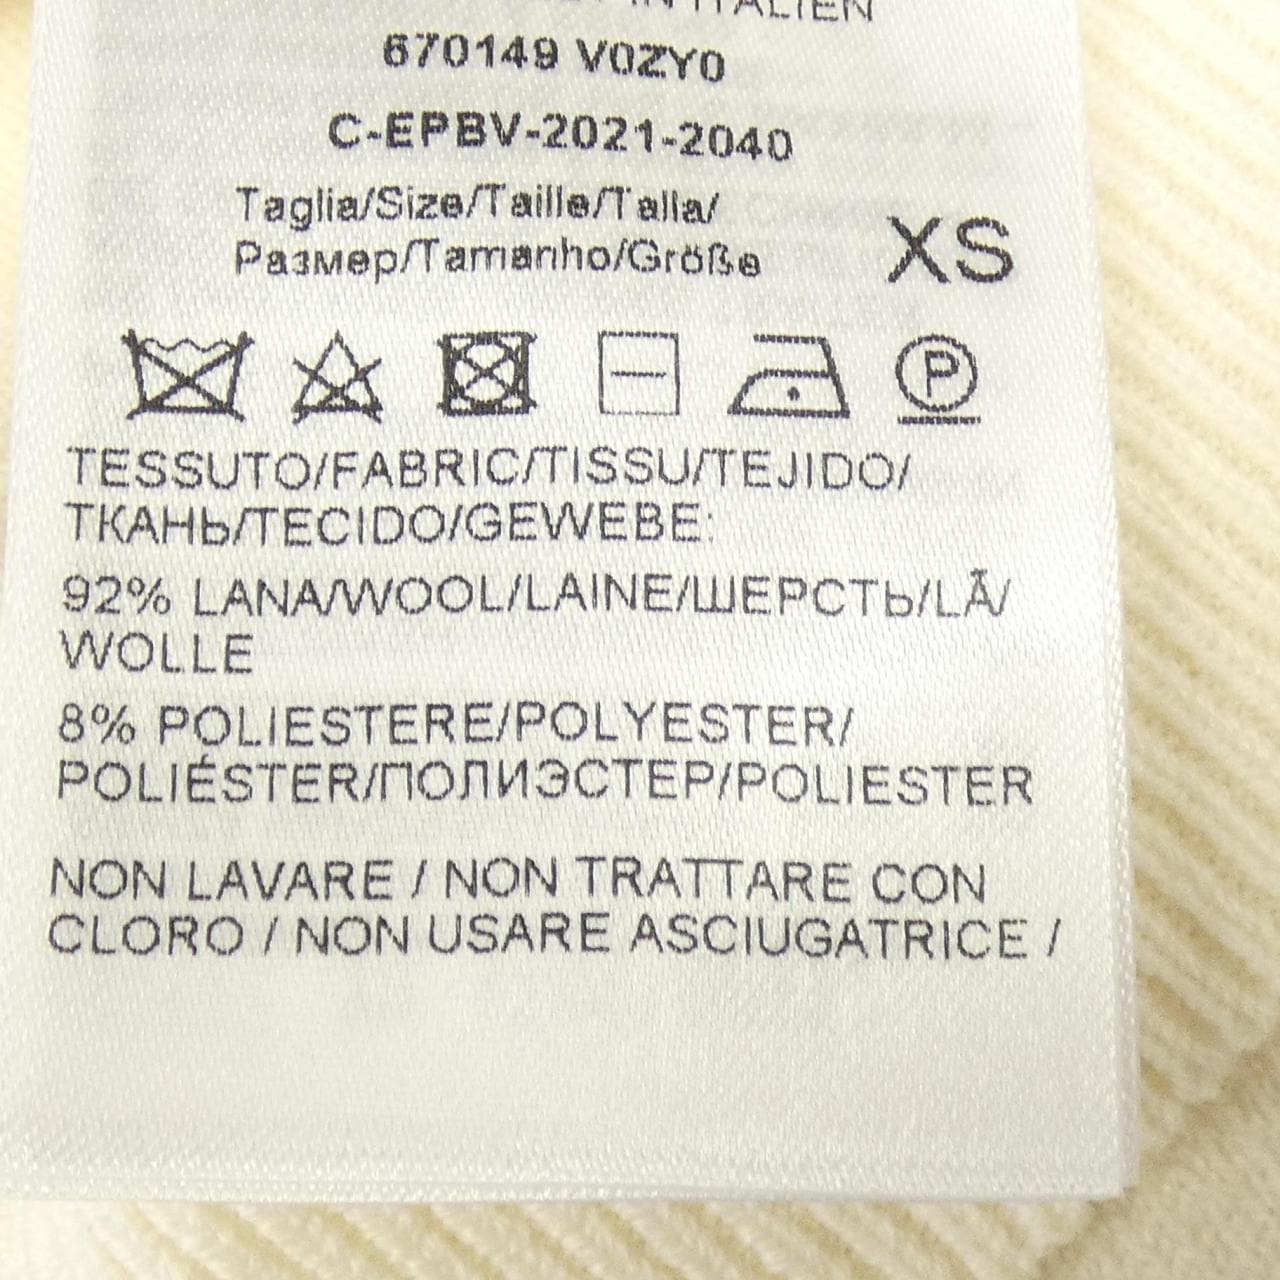 IN ITALIEN
670149 V0ZY0
C-EPBV-2021-2040
Taglia/Size/Taille/Talla/
Размер/Tamanho/Größe
XS
P
TESSUTO/FABRIC/TISSU/TEJIDO/
ТКАНЬ/TECIDO/GEWEBE:
92% LANA/WOOL/LAINE/ШЕРСТЬ/LÃ/
WOLLE
8% POLIESTERE/POLYESTER/
POLIÉSTER/ПОЛИЭСТЕР/POLIESTER
NON LAVARE / NON TRATTARE CON
CLORO / NON USARE ASCIUGATRICE /